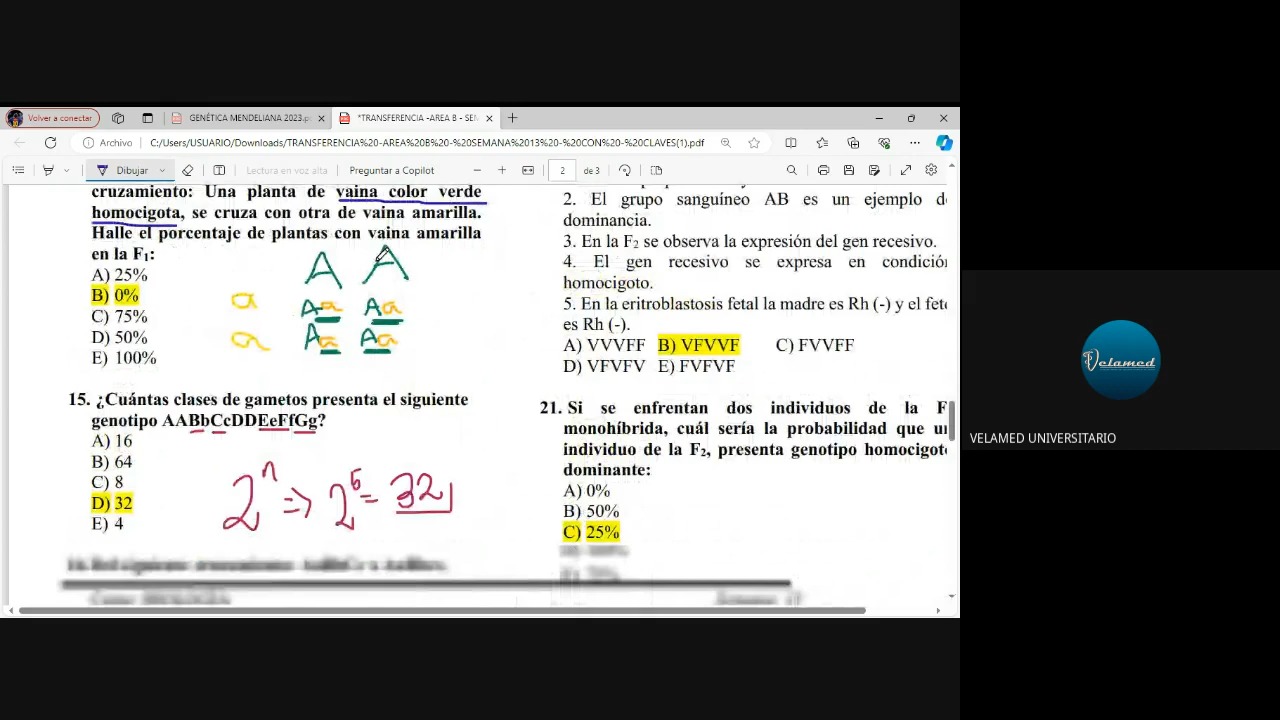 Volver a conectar
GENÉTICA MENDELIANA 2023.p
*TRANSFERENCIA -AREA B - SEM
Archivo
C:/Users/USUARIO/Downloads/TRANSFERENCIA%20-AREA%20B%20-%20SEMANA%2013%20-%20CON%20-%20CLAVES(1).pdf
Dibujar
Lectura en voz alta
Preguntar a Copilot
2
de 3
cruzamiento: Una planta de vaina color verde
homocigota, se cruza con otra de vaina amarilla.
Halle el porcentaje de plantas con vaina amarilla
en la F1:
A) 25%
B) 0%
C) 75%
D) 50%
E) 100%
A A
a Aa Aa
a Aa Aa
15. ¿Cuántas clases de gametos presenta el siguiente
genotipo AABbCcDDEeFfGg?
A) 16
B) 64
C) 8
D) 32
E) 4
2^n => 2^5 = 32
2. El grupo sanguíneo AB es un ejemplo d
dominancia.
3. En la F2 se observa la expresión del gen recesivo.
4. El gen recesivo se expresa en condición
homocigoto.
5. En la eritroblastosis fetal la madre es Rh (-) y el fet
es Rh (-).
A) VVVFF B) VFVVF C) FVVFF
D) VFVFV E) FVFVF
21. Si se enfrentan dos individuos de la F
monohíbrida, cuál sería la probabilidad que u
individuo de la F2, presenta genotipo homocigot
dominante:
A) 0%
B) 50%
C) 25%
Velamed
VELAMED UNIVERSITARIO